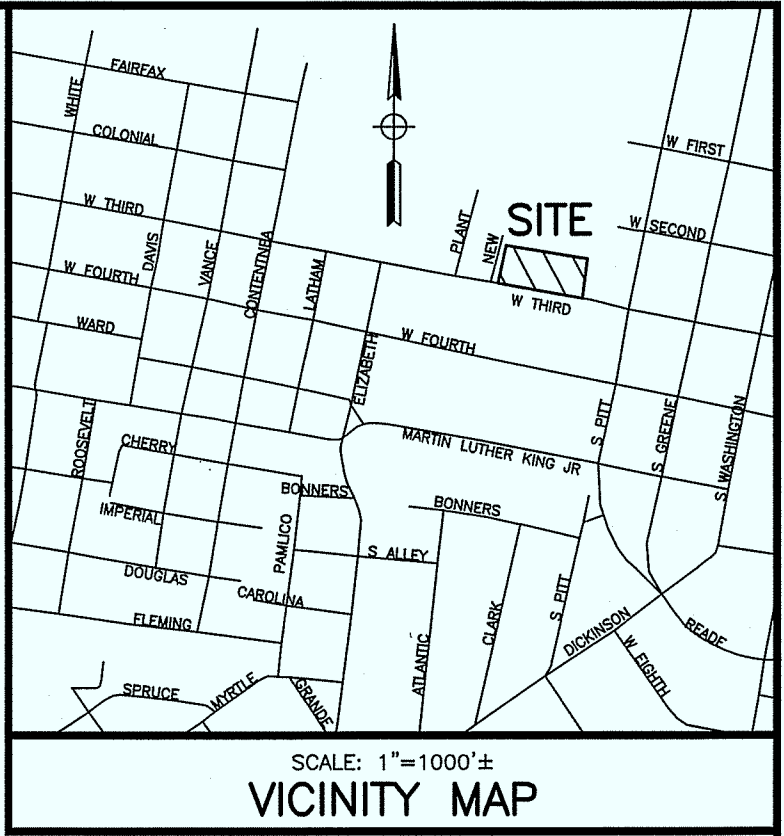 FAIRFAX
WHITE
COLONIAL
W FIRST
W THIRD
PLANT
SITE
NEW
W SECOND
DAVIS
VANCE
CONTENTNEA
LATHAM
W FOURTH
W THIRD
WARD
W FOURTH
ELIZABETH
ROOSEVELT
CHERRY
MARTIN LUTHER KING JR
S PITT
S GREENE
S WASHINGTON
BONNERS
BONNERS
IMPERIAL
PAMLICO
S ALLEY
DOUGLAS
CAROLINA
FLEMING
ATLANTIC
CLARK
S PITT
DICKINSON
READE
W EIGHTH
SPRUCE
MYRTLE
GRANDE
SCALE: 1"=1000'±
VICINITY MAP